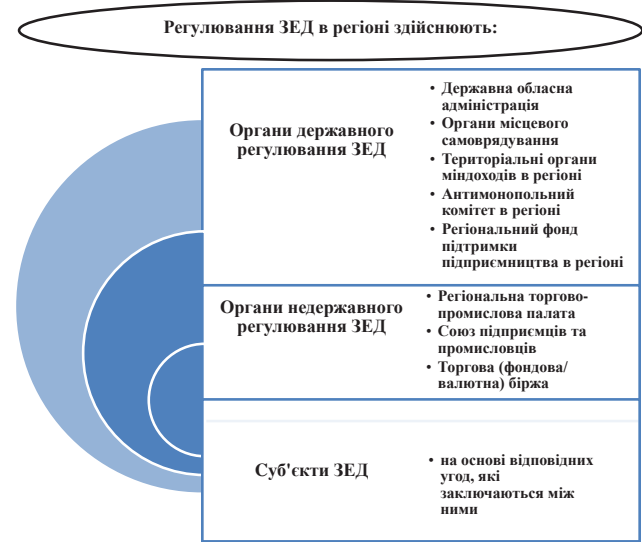 Регулювання ЗЕД в регіоні здійснюють:
Органи державного
регулювання ЗЕД
• Державна обласна
адміністрація
• Органи місцевого
самоврядування
• Територіальні органи
міндоходів в регіоні
• Антимонопольний
комітет в регіоні
• Регіональний фонд
підтримки
підприємництва в регіоні
Органи недержавного
регулювання ЗЕД
• Регіональна торгово-
промислова палата
• Союз підприємців та
промисловців
• Торгова (фондова/
валютна) біржа
Суб'єкти ЗЕД
• на основі відповідних
угод, які
заключаються між
ними